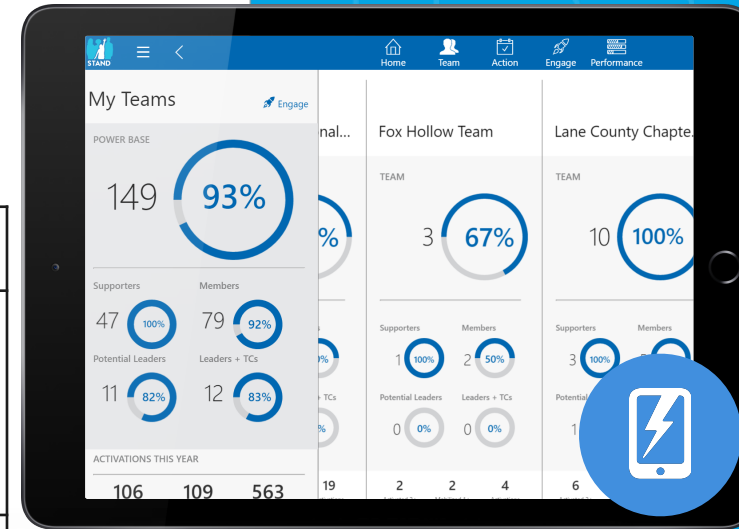 STAND
Home Team Action Engage Performance
My Teams
Engage
POWER BASE
149 93%
Supporters Members
47 100% 79 92%
Potential Leaders Leaders + TCs
11 82% 12 83%
ACTIVATIONS THIS YEAR
106 109 563
nal...
%
%
TCs
%
19
Fox Hollow Team
TEAM
3 67%
Supporters Members
1 100% 2 50%
Potential Leaders Leaders + TCs
0 0% 0 0%
2 2 4
Lane County Chapte.
TEAM
10 100%
Supporters Members
3 100%
6